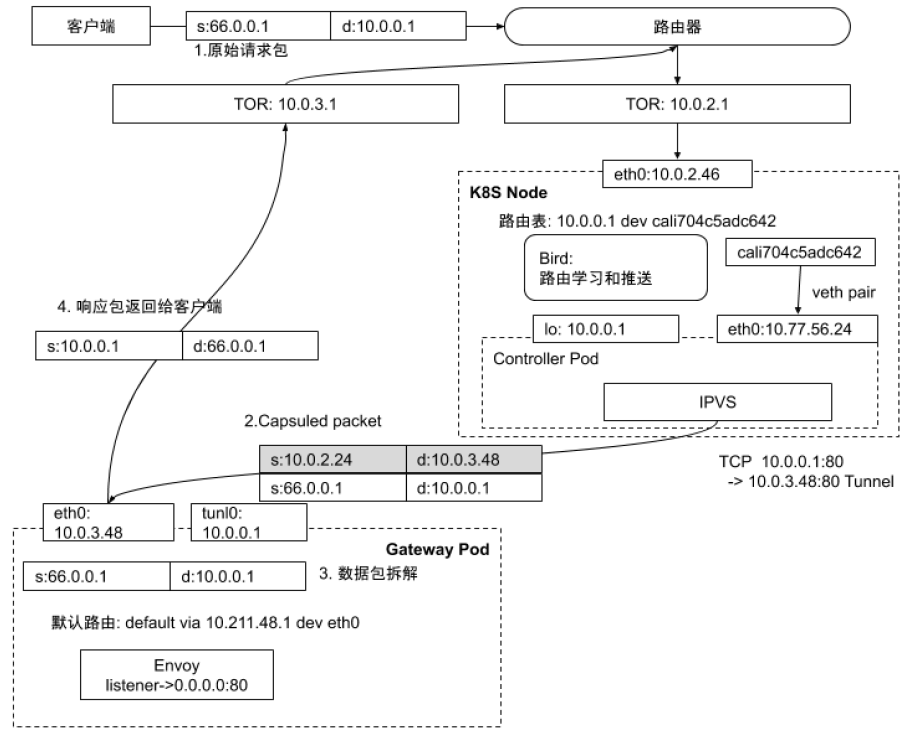 客户端
s:66.0.0.1
d:10.0.0.1
路由器
1.原始请求包
TOR: 10.0.3.1
TOR: 10.0.2.1
eth0:10.0.2.46
K8S Node
路由表: 10.0.0.1 dev cali704c5adc642
Bird:
路由学习和推送
cali704c5adc642
veth pair
lo: 10.0.0.1
eth0:10.77.56.24
Controller Pod
IPVS
4. 响应包返回给客户端
s:10.0.0.1
d:66.0.0.1
2.Capsuled packet
s:10.0.2.24
d:10.0.3.48
s:66.0.0.1
d:10.0.0.1
TCP 10.0.0.1:80
-> 10.0.3.48:80 Tunnel
eth0:
10.0.3.48
tunl0:
10.0.0.1
Gateway Pod
s:66.0.0.1
d:10.0.0.1
3. 数据包拆解
默认路由: default via 10.211.48.1 dev eth0
Envoy
listener->0.0.0.0:80